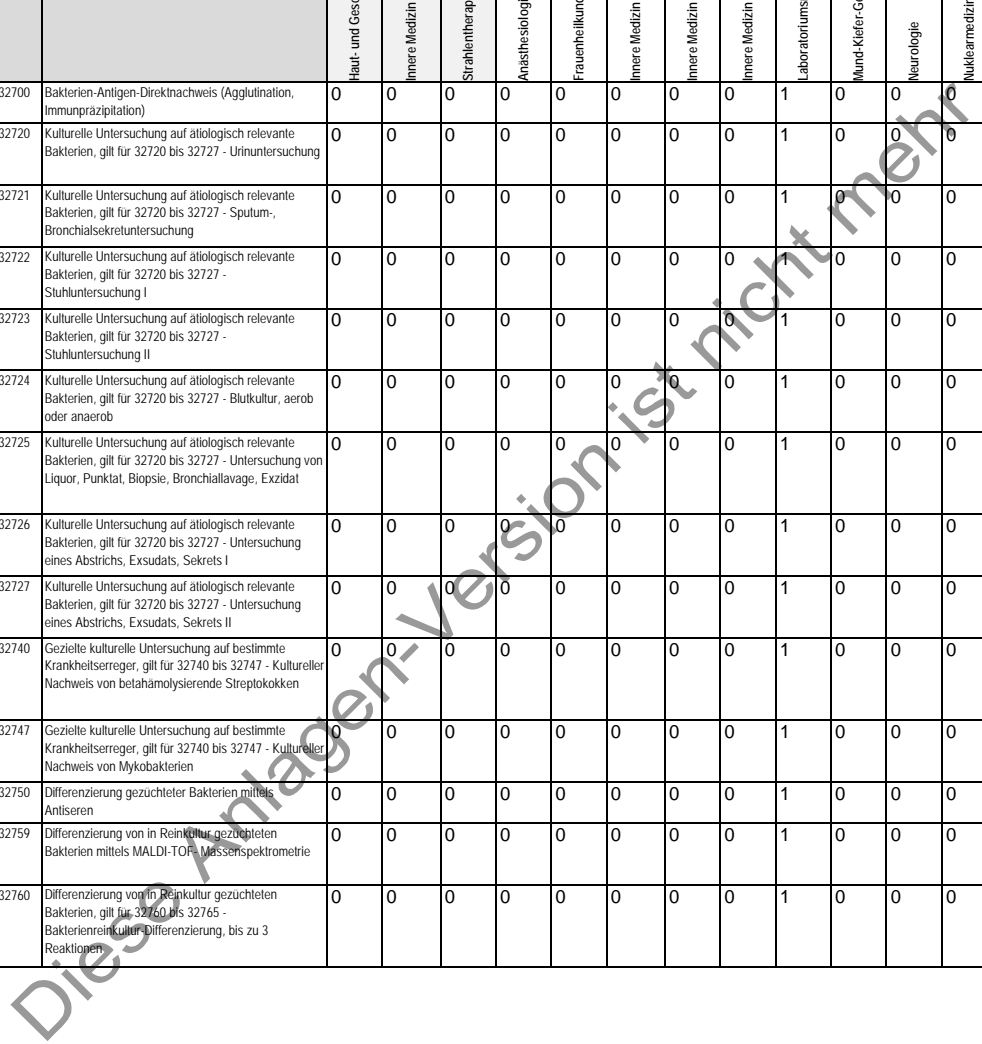 Haut- und Gesc
Innere Medizin
Strahlentherap
Anästhesiologi
Frauenheilkund
Innere Medizin
Innere Medizin
Innere Medizin
Laboratoriums
Mund-Kiefer-Ge
Neurologie
Nuklearmedizin
32700 Bakterien-Antigen-Direktnachweis (Agglutination, 0 0 0 0 0 0 0 0 1 0 0 0
Immunpräzipitation)
32720 Kulturelle Untersuchung auf ätiologisch relevante 0 0 0 0 0 0 0 0 1 0 0 0
Bakterien, gilt für 32720 bis 32727 - Urinuntersuchung
32721 Kulturelle Untersuchung auf ätiologisch relevante 0 0 0 0 0 0 0 0 1 0 0 0
Bakterien, gilt für 32720 bis 32727 - Sputum-,
Bronchialsekretuntersuchung
32722 Kulturelle Untersuchung auf ätiologisch relevante 0 0 0 0 0 0 0 0 1 0 0 0
Bakterien, gilt für 32720 bis 32727 -
Stuhluntersuchung I
32723 Kulturelle Untersuchung auf ätiologisch relevante 0 0 0 0 0 0 0 0 1 0 0 0
Bakterien, gilt für 32720 bis 32727 -
Stuhluntersuchung II
32724 Kulturelle Untersuchung auf ätiologisch relevante 0 0 0 0 0 0 0 0 1 0 0 0
Bakterien, gilt für 32720 bis 32727 - Blutkultur, aerob
oder anaerob
32725 Kulturelle Untersuchung auf ätiologisch relevante 0 0 0 0 0 0 0 0 1 0 0 0
Bakterien, gilt für 32720 bis 32727 - Untersuchung von
Liquor, Punktat, Biopsie, Bronchiallavage, Exzidat
32726 Kulturelle Untersuchung auf ätiologisch relevante 0 0 0 0 0 0 0 0 1 0 0 0
Bakterien, gilt für 32720 bis 32727 - Untersuchung
eines Abstrichs, Exsudats, Sekrets I
32727 Kulturelle Untersuchung auf ätiologisch relevante 0 0 0 0 0 0 0 0 1 0 0 0
Bakterien, gilt für 32720 bis 32727 - Untersuchung
eines Abstrichs, Exsudats, Sekrets II
32740 Gezielte kulturelle Untersuchung auf bestimmte 0 0 0 0 0 0 0 0 1 0 0 0
Krankheitserreger, gilt für 32740 bis 32747 - Kultureller
Nachweis von betahämolysierende Streptokokken
32747 Gezielte kulturelle Untersuchung auf bestimmte 0 0 0 0 0 0 0 0 1 0 0 0
Krankheitserreger, gilt für 32740 bis 32747 - Kultureller
Nachweis von Mykobakterien
32750 Differenzierung gezüchteter Bakterien mittels 0 0 0 0 0 0 0 0 1 0 0 0
Antiseren
32759 Differenzierung von in Reinkultur gezüchteten 0 0 0 0 0 0 0 0 1 0 0 0
Bakterien mittels MALDI-TOF- Massenspektrometrie
32760 Differenzierung von in Reinkultur gezüchteten 0 0 0 0 0 0 0 0 1 0 0 0
Bakterien, gilt für 32760 bis 32765 -
Bakterienreinkultur-Differenzierung, bis zu 3
Reaktionen
Diese Anlagen-Version ist nicht mehr